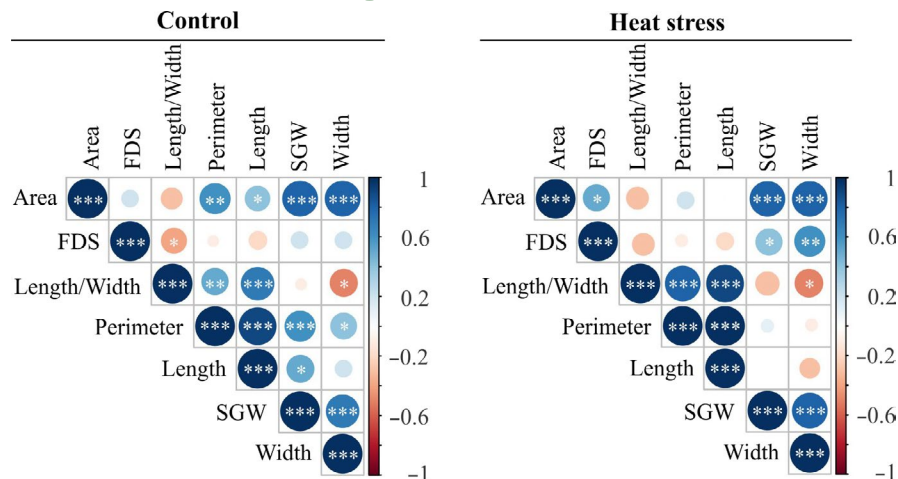 Control
Area
FDS
Length/Width
Perimeter
Length
SGW
Width
Area *** ** * *** ***
FDS *** *
Length/Width *** ** *** *
Perimeter *** *** *** *
Length *** *
SGW *** ***
Width ***
1
0.6
0.2
−0.2
−0.6
−1
Heat stress
Area
FDS
Length/Width
Perimeter
Length
SGW
Width
Area *** * *** ***
FDS *** * **
Length/Width *** *** *** *
Perimeter *** ***
Length ***
SGW *** ***
Width ***
1
0.6
0.2
−0.2
−0.6
−1